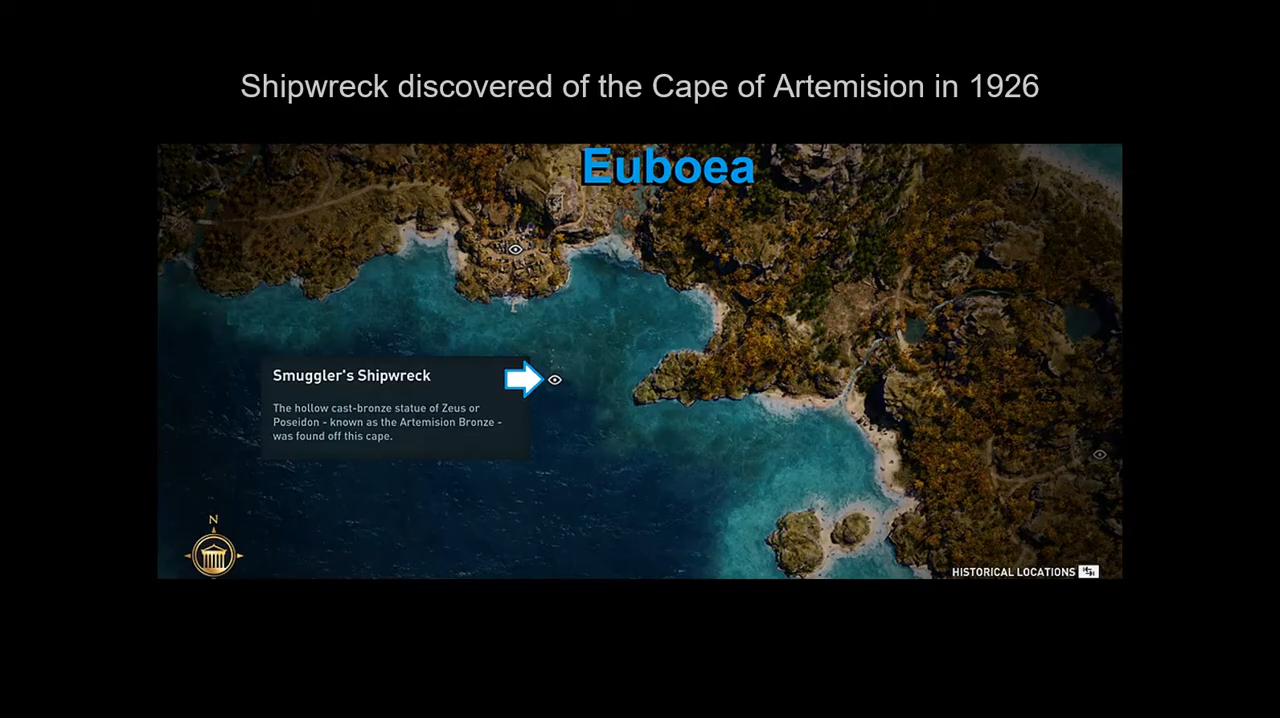 Shipwreck discovered of the Cape of Artemision in 1926
Euboea
Smuggler's Shipwreck
The hollow cast-bronze statue of Zeus or
Poseidon - known as the Artemision Bronze -
was found off this cape.
N
HISTORICAL LOCATIONS